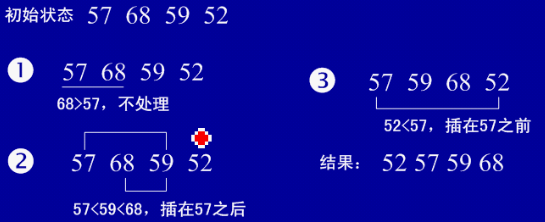 初始状态 57 68 59 52
❶ 57 68 59 52
68>57，不处理
❷ 57 68 59 52
57<59<68，插在57之后
❸ 57 59 68 52
52<57，插在57之前
结果： 52 57 59 68